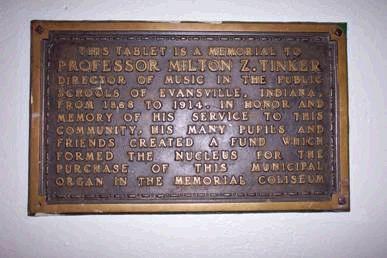 THIS TABLET IS A MEMORIAL TO
PROFESSOR MILTON Z. TINKER
DIRECTOR OF MUSIC IN THE PUBLIC
SCHOOLS OF EVANSVILLE, INDIANA,
FROM 1868 TO 1914. IN HONOR AND
MEMORY OF HIS SERVICE TO THIS
COMMUNITY, HIS MANY PUPILS AND
FRIENDS CREATED A FUND WHICH
FORMED THE NUCLEUS FOR THE
PURCHASE OF THIS MUNICIPAL
ORGAN IN THE MEMORIAL COLISEUM